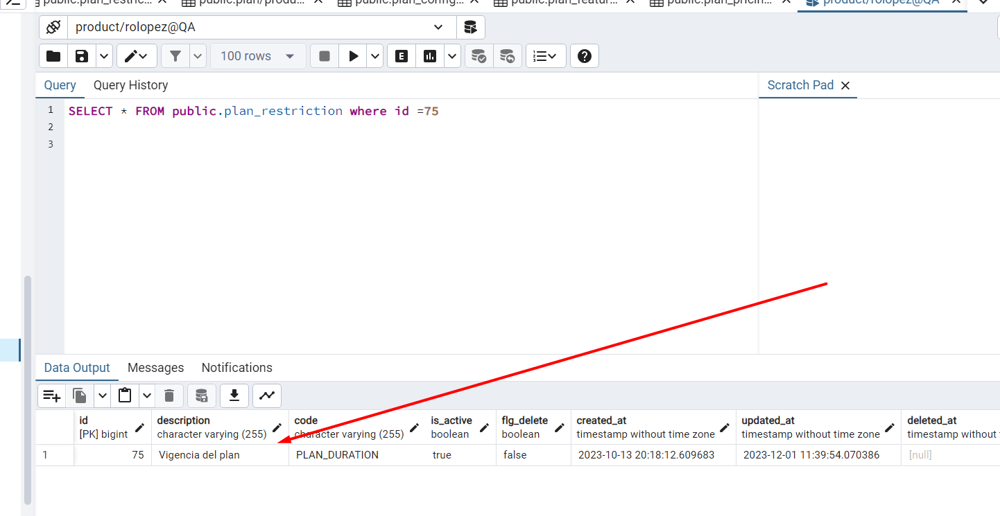 public.plan_restric...
public.plan/produ...
public.plan_config...
public.plan_featur...
public.plan_pricin...
product/rolopez@QA
product/rolopez@QA
100 rows
E
Query
Query History
Scratch Pad
1 SELECT * FROM public.plan_restriction where id =75
2
3
Data Output
Messages
Notifications
id
[PK] bigint
description
character varying (255)
code
character varying (255)
is_active
boolean
flg_delete
boolean
created_at
timestamp without time zone
updated_at
timestamp without time zone
deleted_at
timestamp without
1 75 Vigencia del plan PLAN_DURATION true false 2023-10-13 20:18:12.609683 2023-12-01 11:39:54.070386 [null]